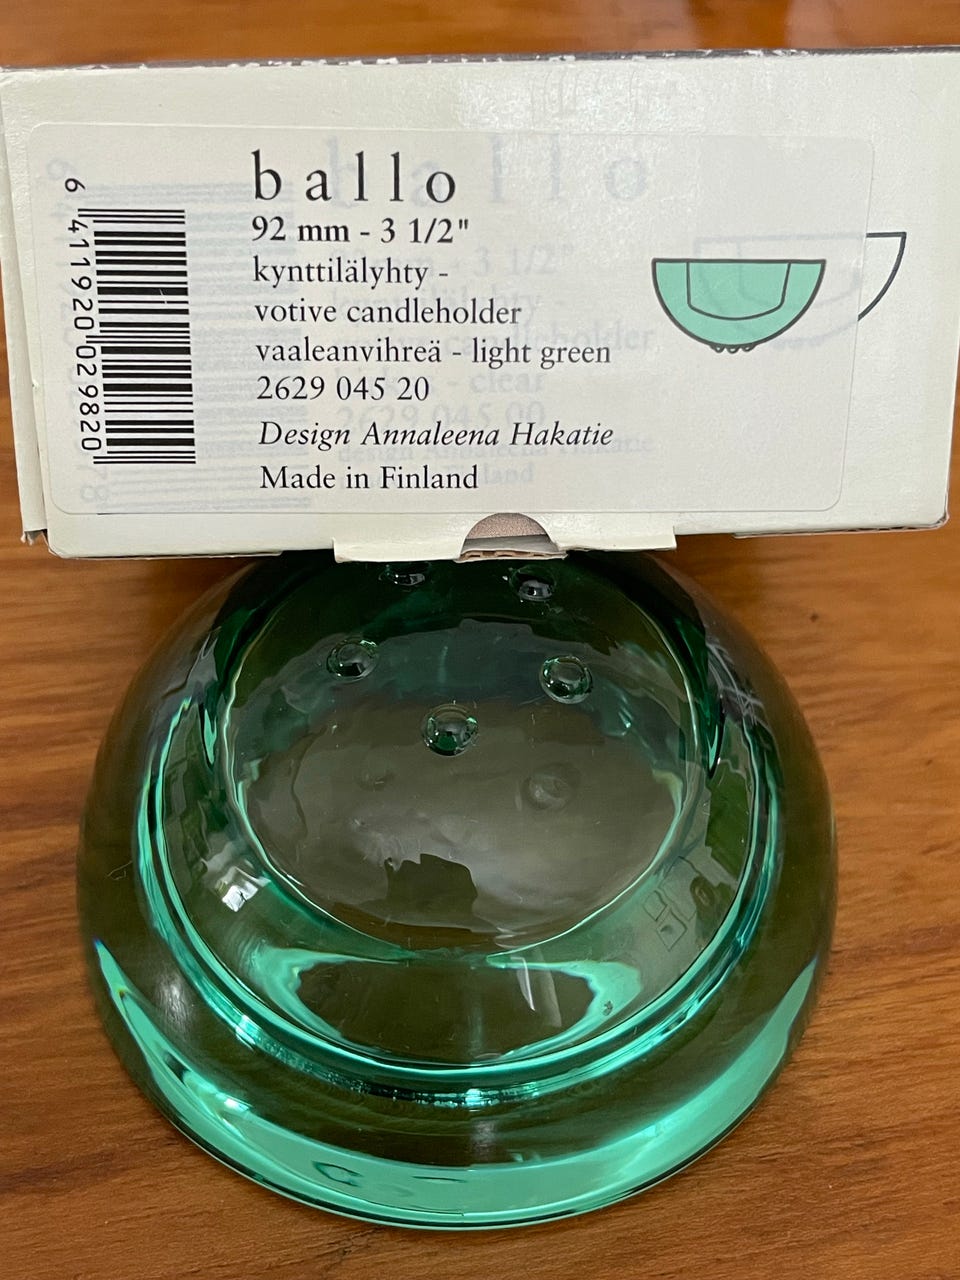 ballo
92 mm - 3 1/2"
kynttilälyhty -
votive candleholder
vaaleanvihreä - light green
2629 045 20
Design Annaleena Hakatie
Made in Finland
6 411920 029820